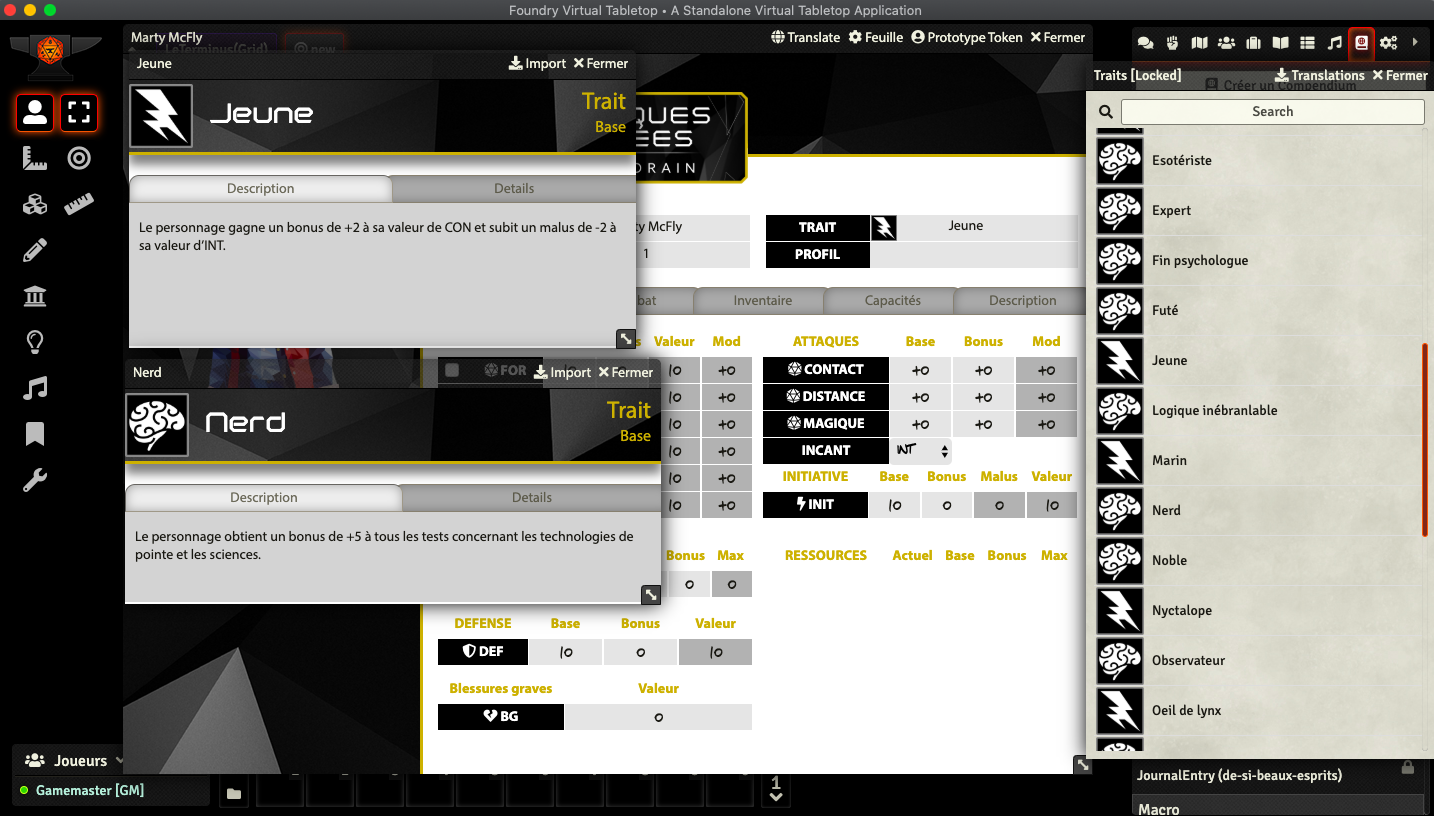 Foundry Virtual Tabletop • A Standalone Virtual Tabletop Application
Marty McFly
Translate Feuille Prototype Token Fermer
LeTerminus(Grid) new
Jeune
Import Fermer
Jeune
Trait
Base
Description Details
Le personnage gagne un bonus de +2 à sa valeur de CON et subit un malus de -2 à
sa valeur d'INT.
QUES
EES
DRAIN
ty McFly
1
TRAIT Jeune
PROFIL
bat Inventaire Capacités Description
s Valeur Mod
FOR 10 +0
10 +0
10 +0
10 +0
10 +0
10 +0
Nerd
Import Fermer
Nerd
Trait
Base
Description Details
Le personnage obtient un bonus de +5 à tous les tests concernant les technologies de
pointe et les sciences.
Bonus Max
0 0
DEFENSE Base Bonus Valeur
DEF 10 0 10
Blessures graves Valeur
BG 0
ATTAQUES Base Bonus Mod
CONTACT +0 +0 +0
DISTANCE +0 +0 +0
MAGIQUE +0 +0 +0
INCANT INT
INITIATIVE Base Bonus Malus Valeur
INIT 10 0 0 10
RESSOURCES Actuel Base Bonus Max
Traits [Locked] Translations Fermer
Créer un Compendium
Search
Esotériste
Expert
Fin psychologue
Futé
Jeune
Logique inébranlable
Marin
Nerd
Noble
Nyctalope
Observateur
Oeil de lynx
JournalEntry (de-si-beaux-esprits)
Macro
Joueurs
Gamemaster [GM]
1